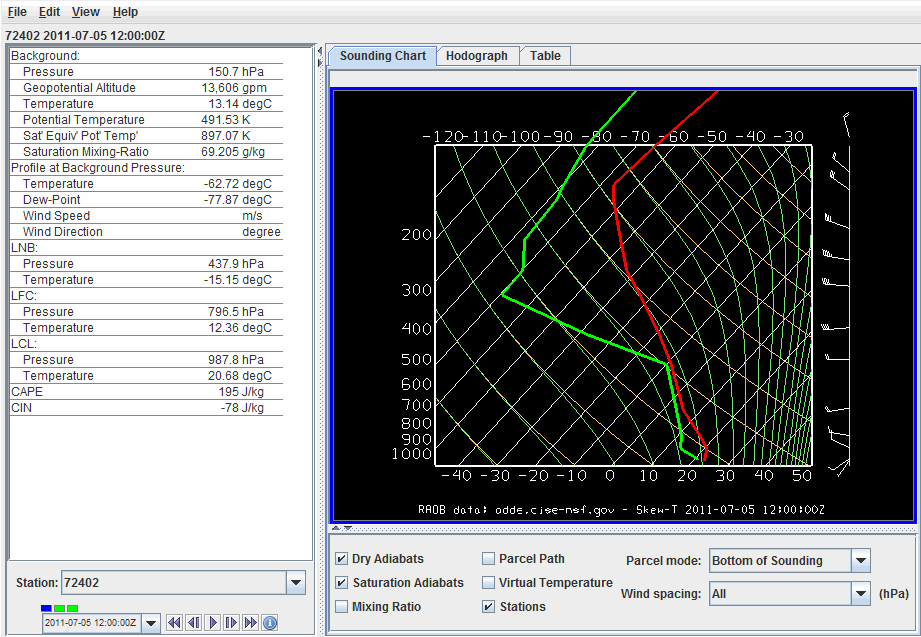 File Edit View Help
72402 2011-07-05 12:00:00Z
Background:
Pressure 150.7 hPa
Geopotential Altitude 13,606 gpm
Temperature 13.14 degC
Potential Temperature 491.53 K
Sat' Equiv' Pot' Temp' 897.07 K
Saturation Mixing-Ratio 69.205 g/kg
Profile at Background Pressure:
Temperature -62.72 degC
Dew-Point -77.87 degC
Wind Speed m/s
Wind Direction degree
LNB:
Pressure 437.9 hPa
Temperature -15.15 degC
LFC:
Pressure 796.5 hPa
Temperature 12.36 degC
LCL:
Pressure 987.8 hPa
Temperature 20.68 degC
CAPE 195 J/kg
CIN -78 J/kg
Station: 72402
2011-07-05 12:00:00Z
Sounding Chart Hodograph Table
-120 -110 -100 -90 -80 -70 -60 -50 -40 -30
200
300
400
500
600
700
800
900
1000
-40 -30 -20 -10 0 10 20 30 40 50
RAOB data: adde.cise-nsf.gov - Skew-T 2011-07-05 12:00:00Z
Dry Adiabats Parcel Path Parcel mode: Bottom of Sounding
Saturation Adiabats Virtual Temperature
Wind spacing: All (hPa)
Mixing Ratio Stations